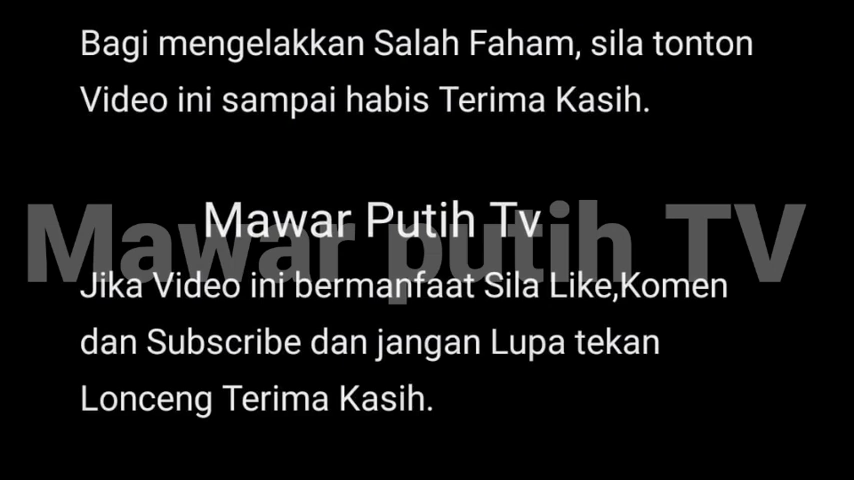 Bagi mengelakkan Salah Faham, sila tonton
Video ini sampai habis Terima Kasih.
Mawar Putih Tv
Mawar putih TV
Jika Video ini bermanfaat Sila Like,Komen
dan Subscribe dan jangan Lupa tekan
Lonceng Terima Kasih.